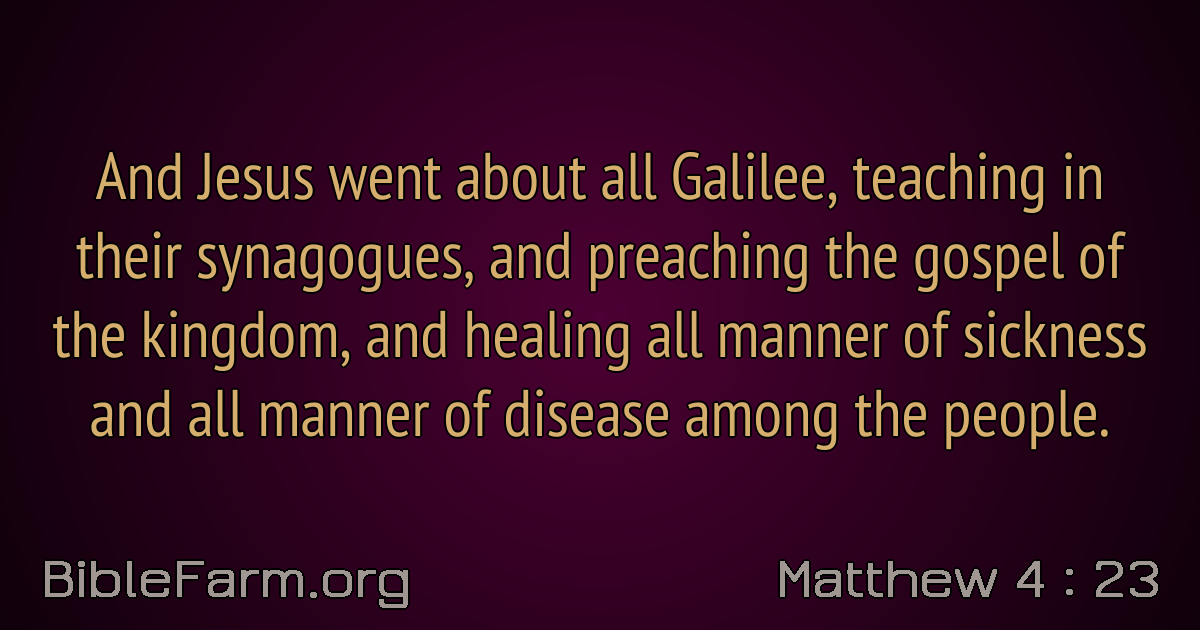 And Jesus went about all Galilee, teaching in
their synagogues, and preaching the gospel of
the kingdom, and healing all manner of sickness
and all manner of disease among the people.
BibleFarm.org
Matthew 4 : 23